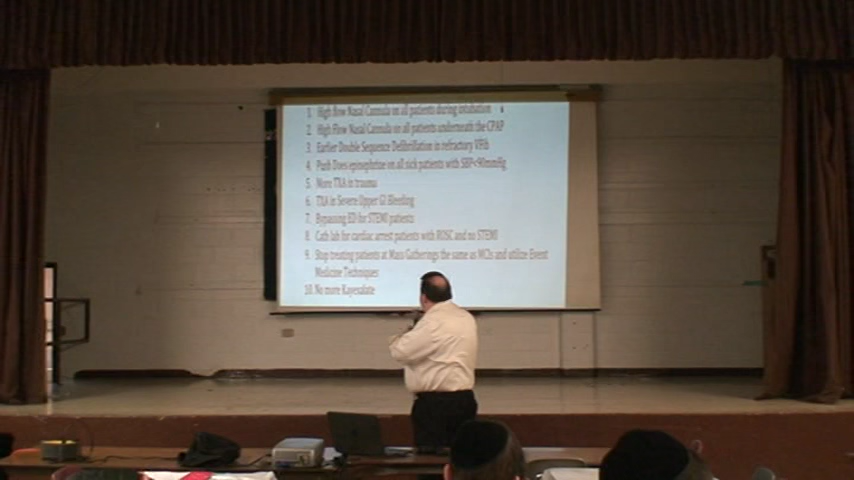 1. High flow Nasal Cannula on all patients during intubation
2. High Flow Nasal Cannula on all patients underneath the CPAP
3. Earlier Double Sequence Defibrillation in refractory VFib
4. Push Does epinephrine on all sick patients with SBP<90mmHg
5. More TXA in trauma
6. TXA in Severe Upper GI Bleeding
7. Bypassing ED for STEMI patients
8. Cath lab for cardiac arrest patients with ROSC and no STEMI
9. Stop treating patients at Mass Gatherings the same as MCIs and utilize Event
Medicine Techniques
10. No more Kayexalate